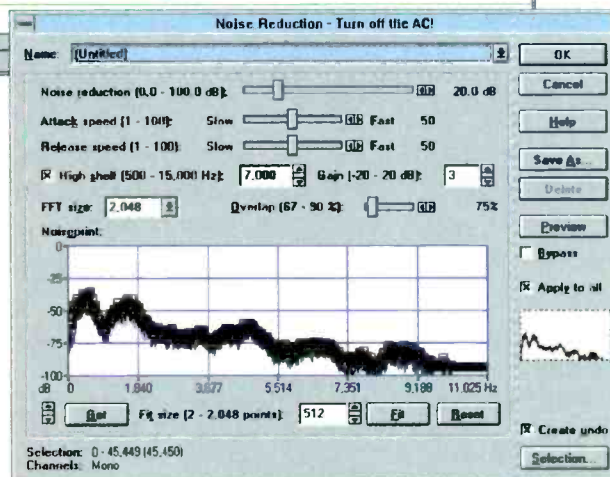 Noise Reduction - Turn off the AC!
Name: [Untitled]
OK
Cancel
Help
Save As...
Delete
Preview
Bypass
Apply to all
Create undo
Selection...
Noise reduction (0.0 - 100.0 dB): 20.0 dB
Attack speed (1 - 100): Slow Fast 50
Release speed (1 - 100): Slow Fast 50
High shelf (500 - 15,000 Hz): 7,000 Gain (-20 - 20 dB): 3
FFT size: 2,048 Overlap (67 - 90 %): 75%
Noiseprint:
0
-25
-50
-75
-100
dB 0 1,840 3,677 5,514 7,351 9,188 11,025 Hz
Get Fit size (2 - 2,048 points): 512 Fit Reset
Selection: 0 - 45,449 (45,450)
Channels: Mono